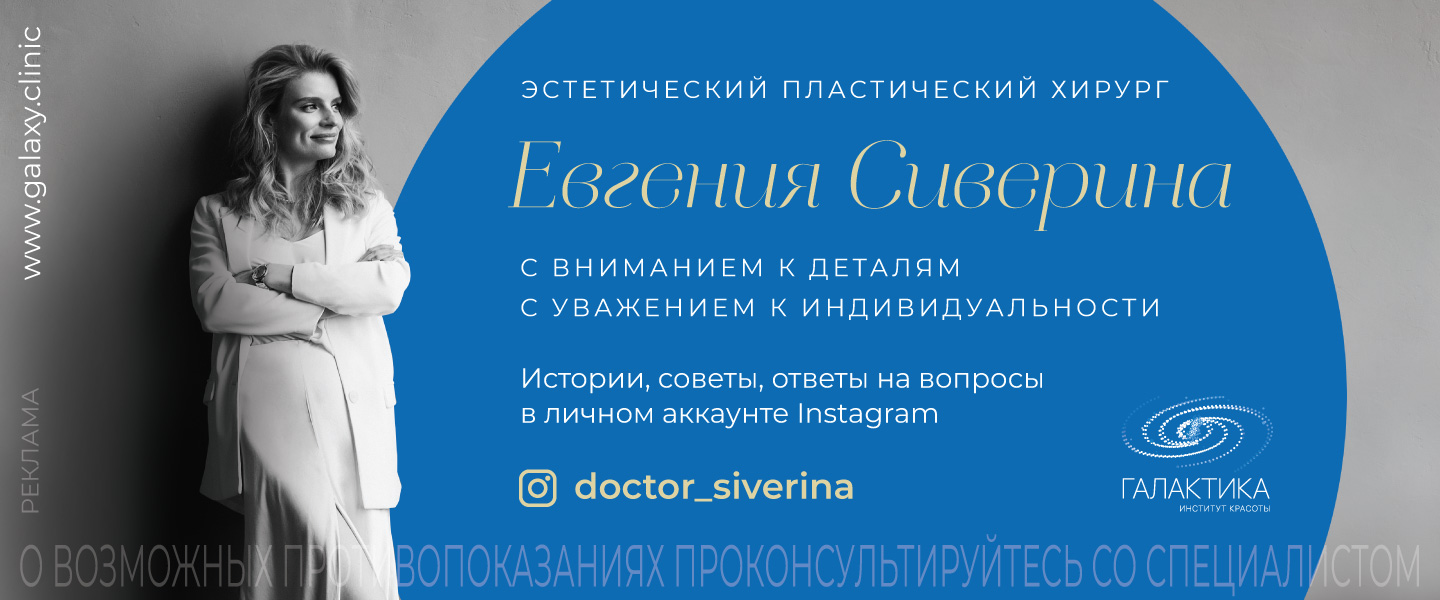 www.galaxy.clinic
РЕКЛАМА
ЭСТЕТИЧЕСКИЙ ПЛАСТИЧЕСКИЙ ХИРУРГ
Евгения Сиверина
С ВНИМАНИЕМ К ДЕТАЛЯМ
С УВАЖЕНИЕМ К ИНДИВИДУАЛЬНОСТИ
Истории, советы, ответы на вопросы
в личном аккаунте Instagram
doctor_siverina
ГАЛАКТИКА
ИНСТИТУТ КРАСОТЫ
О ВОЗМОЖНЫХ ПРОТИВОПОКАЗАНИЯХ ПРОКОНСУЛЬТИРУЙТЕСЬ СО СПЕЦИАЛИСТОМ